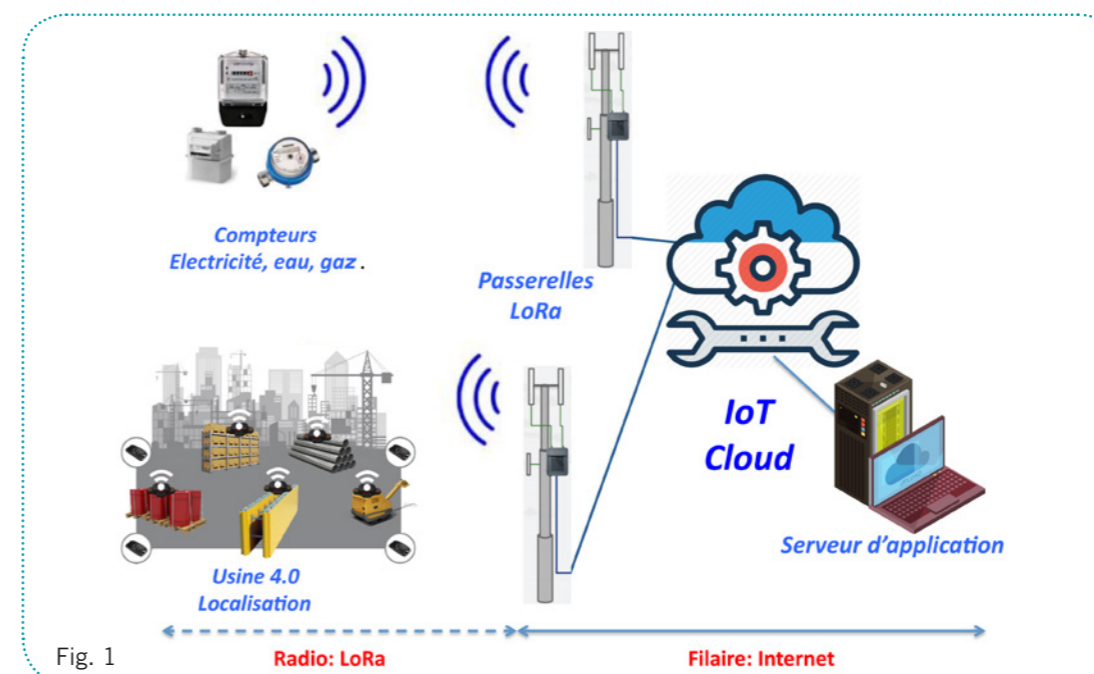 Compteurs
Electricité, eau, gaz .
Passerelles
LoRa
IoT
Cloud
Serveur d'application
Usine 4.0
Localisation
Fig. 1
Radio: LoRa
Filaire: Internet